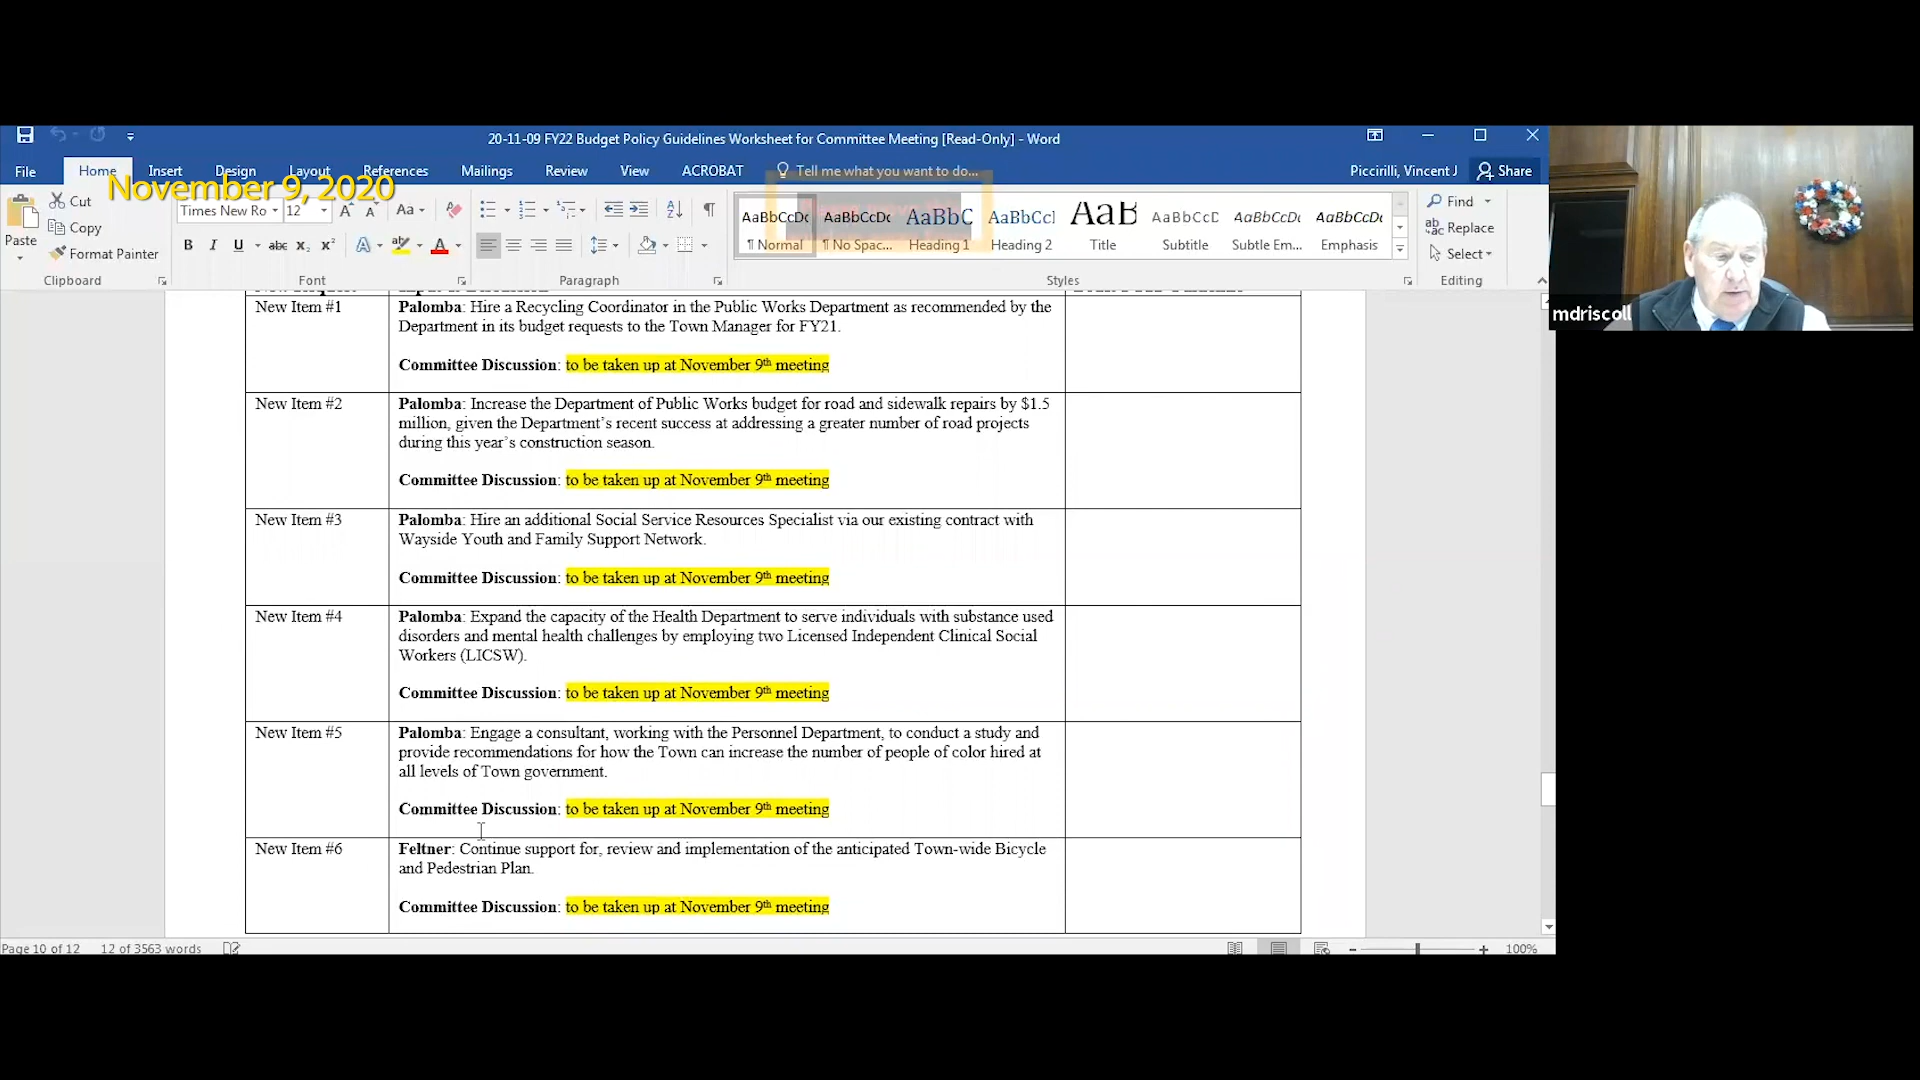 20-11-09 FY22 Budget Policy Guidelines Worksheet for Committee Meeting [Read-Only] - Word
File Home Insert Design Layout References Mailings Review View ACROBAT Tell me what you want to do... Piccirilli, Vincent J Share
November 9, 2020
Paste
Cut
Copy
Format Painter
Clipboard
Times New Ro 12
Font
Paragraph
AaBbCcDc AaBbCcDc AaBbC AaBbCcI AaB AaBbCcD AaBbCcDc AaBbCcDc
¶ Normal ¶ No Spac... Heading 1 Heading 2 Title Subtitle Subtle Em... Emphasis
Styles
Find
Replace
Select
Editing
mdriscoll
New Item #1
Palomba: Hire a Recycling Coordinator in the Public Works Department as recommended by the
Department in its budget requests to the Town Manager for FY21.
Committee Discussion: to be taken up at November 9th meeting
New Item #2
Palomba: Increase the Department of Public Works budget for road and sidewalk repairs by $1.5
million, given the Department's recent success at addressing a greater number of road projects
during this year's construction season.
Committee Discussion: to be taken up at November 9th meeting
New Item #3
Palomba: Hire an additional Social Service Resources Specialist via our existing contract with
Wayside Youth and Family Support Network.
Committee Discussion: to be taken up at November 9th meeting
New Item #4
Palomba: Expand the capacity of the Health Department to serve individuals with substance used
disorders and mental health challenges by employing two Licensed Independent Clinical Social
Workers (LICSW).
Committee Discussion: to be taken up at November 9th meeting
New Item #5
Palomba: Engage a consultant, working with the Personnel Department, to conduct a study and
provide recommendations for how the Town can increase the number of people of color hired at
all levels of Town government.
Committee Discussion: to be taken up at November 9th meeting
New Item #6
Feltner: Continue support for, review and implementation of the anticipated Town-wide Bicycle
and Pedestrian Plan.
Committee Discussion: to be taken up at November 9th meeting
Page 10 of 12 12 of 3563 words 100%